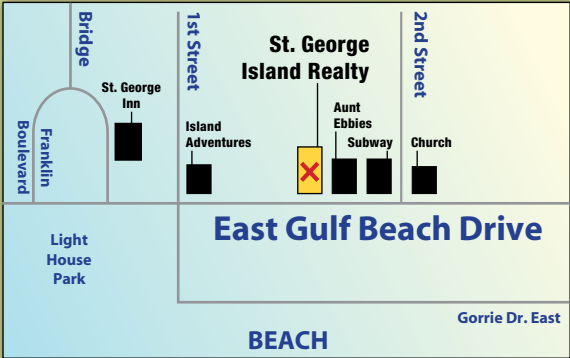 Bridge
1st Street
St. George
Island Realty
2nd Street
St. George
Inn
Aunt
Ebbies
Island
Adventures
Subway
Church
Boulevard
Franklin
East Gulf Beach Drive
Light
House
Park
Gorrie Dr. East
BEACH